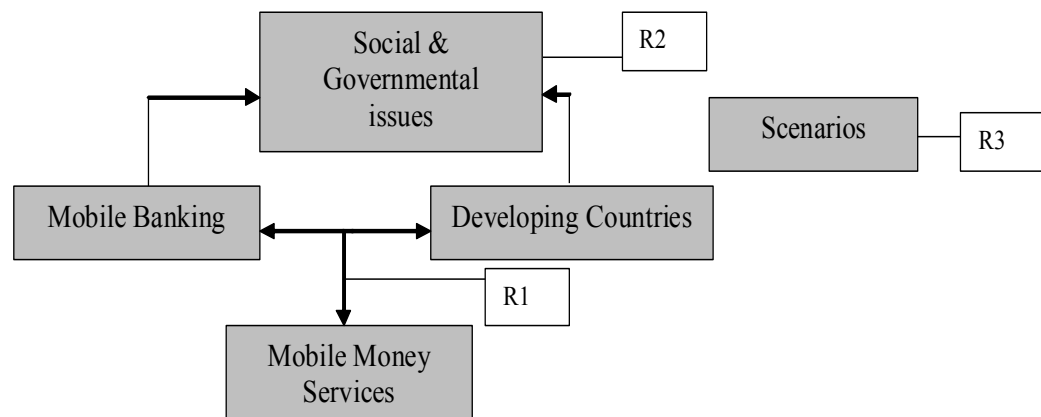 Social &
Governmental
issues
R2
Scenarios
R3
Mobile Banking
Developing Countries
R1
Mobile Money
Services